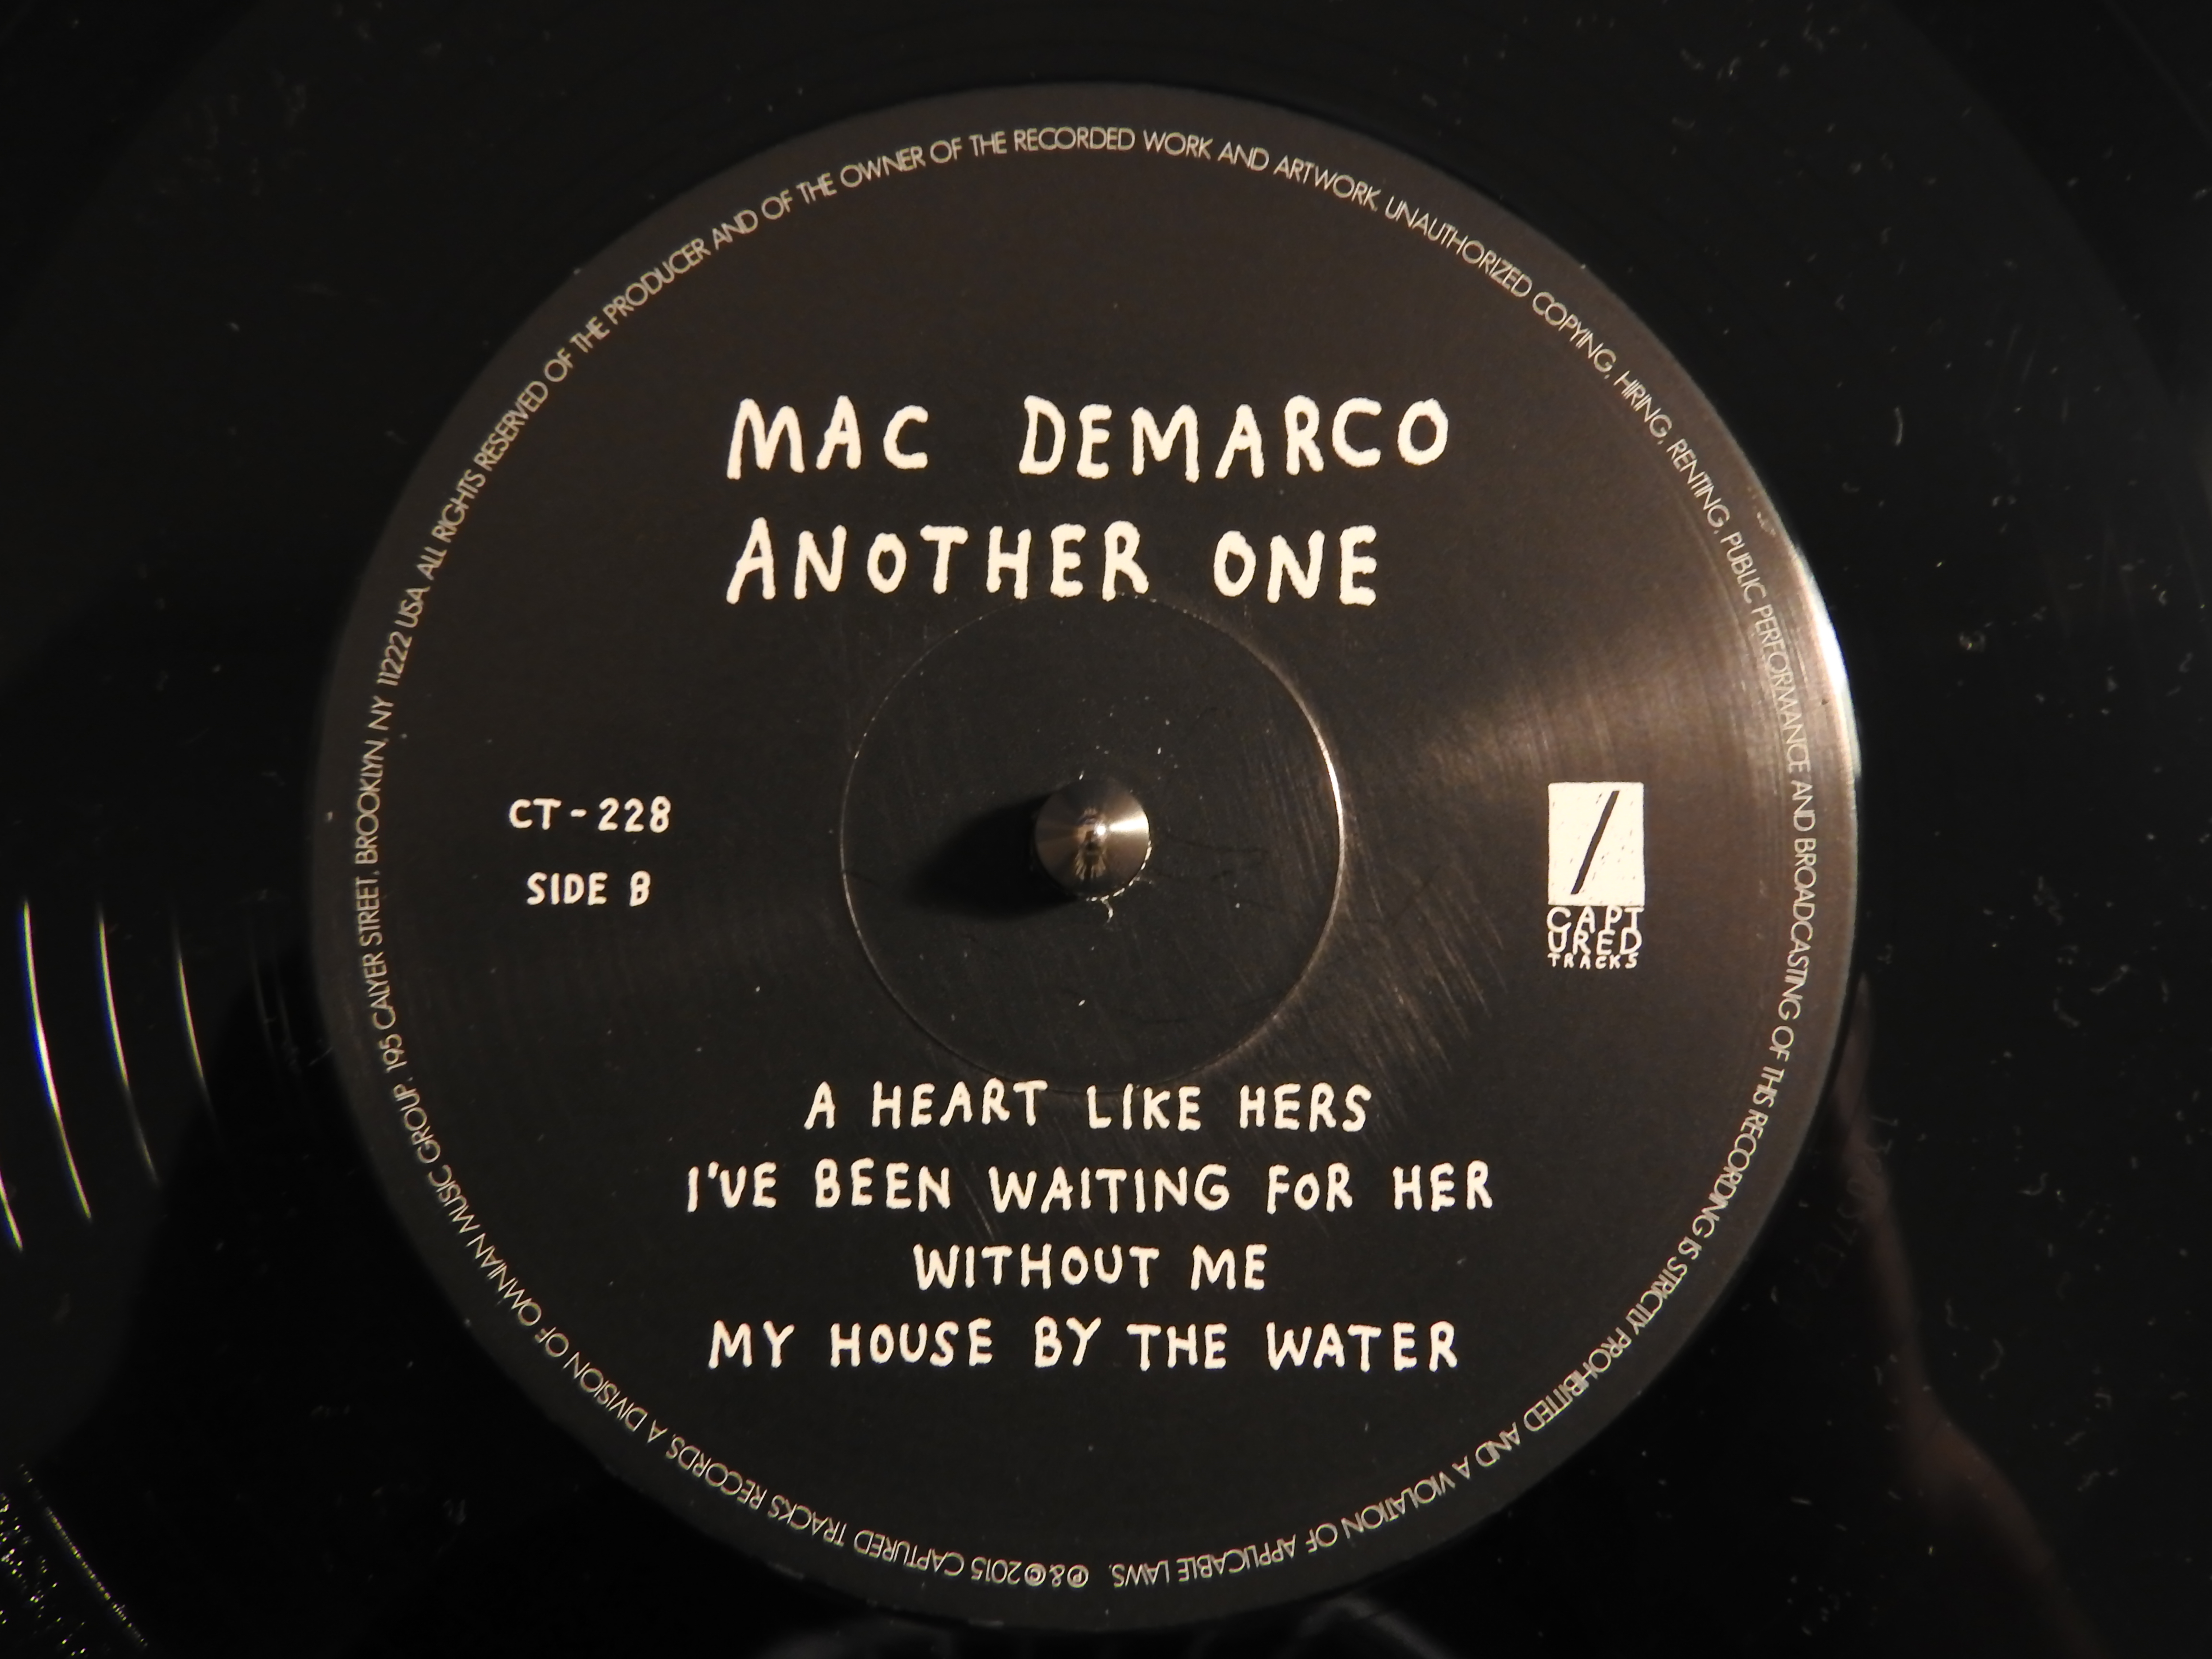 MAC DEMARCO
ANOTHER ONE
CT-228
SIDE B
CAPT
URED
TRACKS
A HEART LIKE HERS
I'VE BEEN WAITING FOR HER
WITHOUT ME
MY HOUSE BY THE WATER
℗&©2015 CAPTURED TRACKS RECORDS. A DIVISION OF OMNIAN MUSIC GROUP. 195 CALYER STREET, BROOKLYN, NY 11222 USA. ALL RIGHTS RESERVED OF THE PRODUCER AND OF THE OWNER OF THE RECORDED WORK AND ARTWORK. UNAUTHORIZED COPYING, HIRING, RENTING, PUBLIC PERFORMANCE AND BROADCASTING OF THIS RECORDING IS STRICTLY PROHIBITTED AND A VIOLATION OF APPLICABLE LAWS.